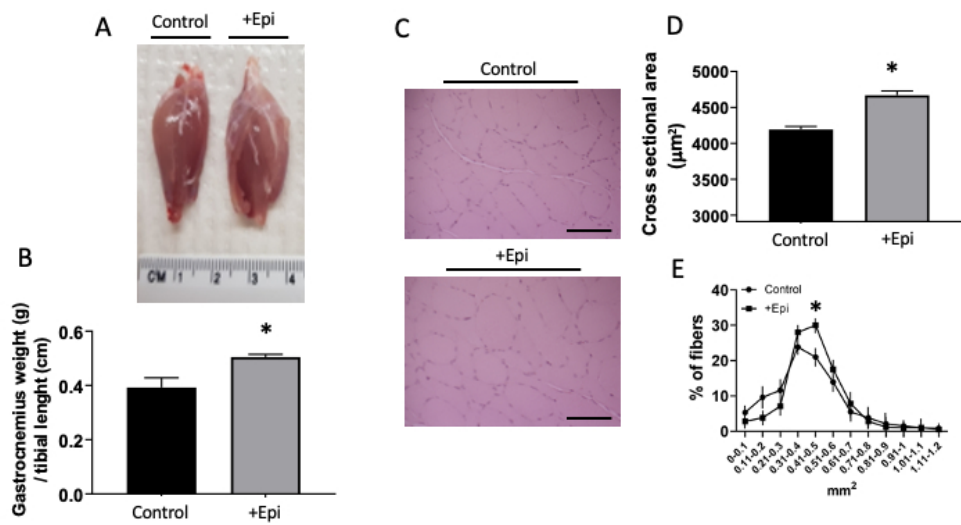 A
Control +Epi
CM 1 2 3 4
B
Gastrocnemius weight (g)
/ tibial lenght (cm)
0.6
0.4
0.2
0.0
Control +Epi
C
Control
+Epi
D
Cross sectional area
(µm²)
5000
4500
4000
3500
3000
*
Control +Epi
*
E
Control
+Epi
*
% of fibers
40
30
20
10
0
0-0.1
0.11-0.2
0.21-0.3
0.31-0.4
0.41-0.5
0.51-0.6
0.61-0.7
0.71-0.8
0.81-0.9
0.91-1
1.01-1.1
1.11-1.2
mm²